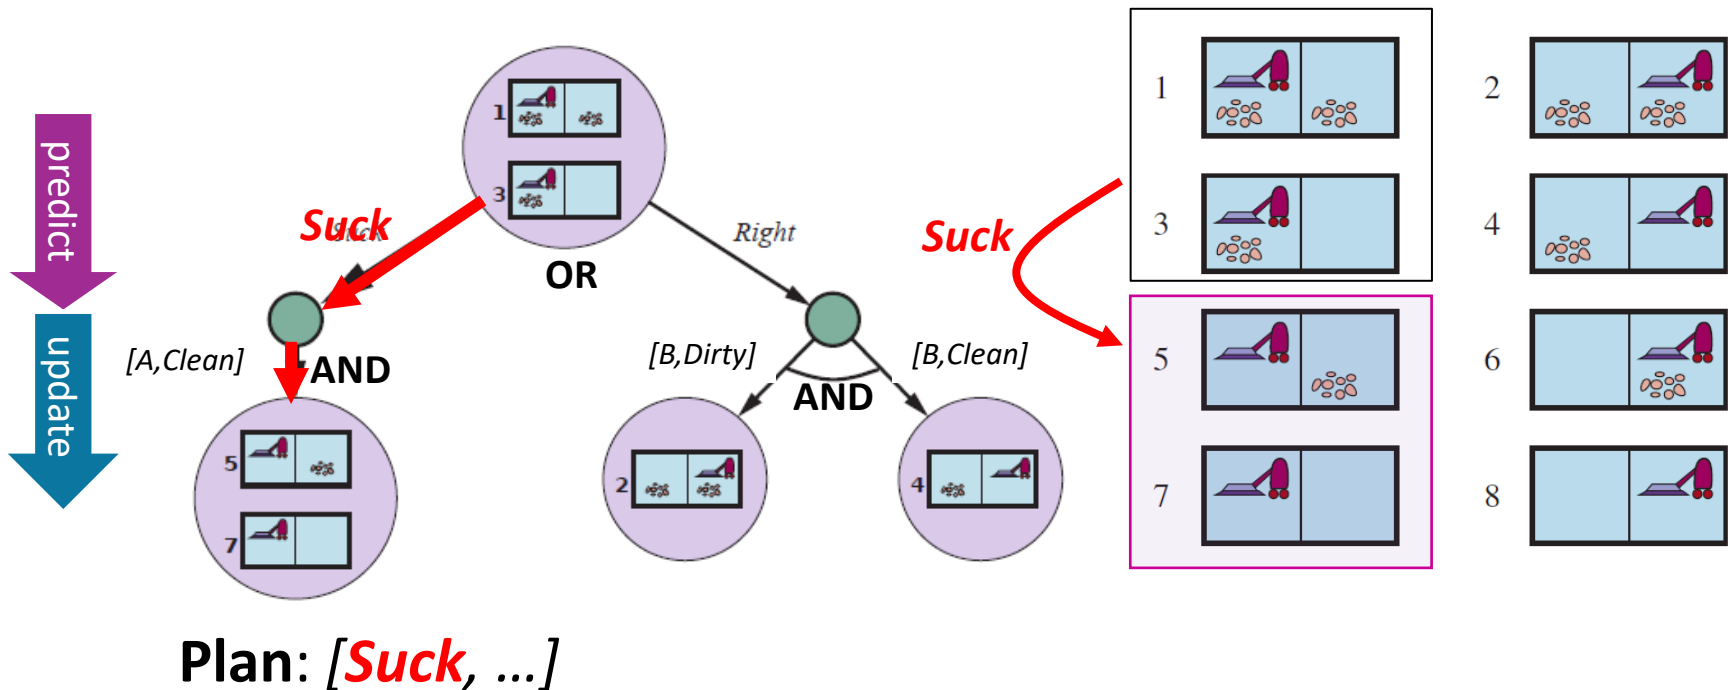 predict
update
1
3
Suck
Suck
Right
OR
[A,Clean]
AND
[B,Dirty]
[B,Clean]
AND
5
7
2
4
Plan: [Suck, ...]
Suck
1
2
3
4
5
6
7
8